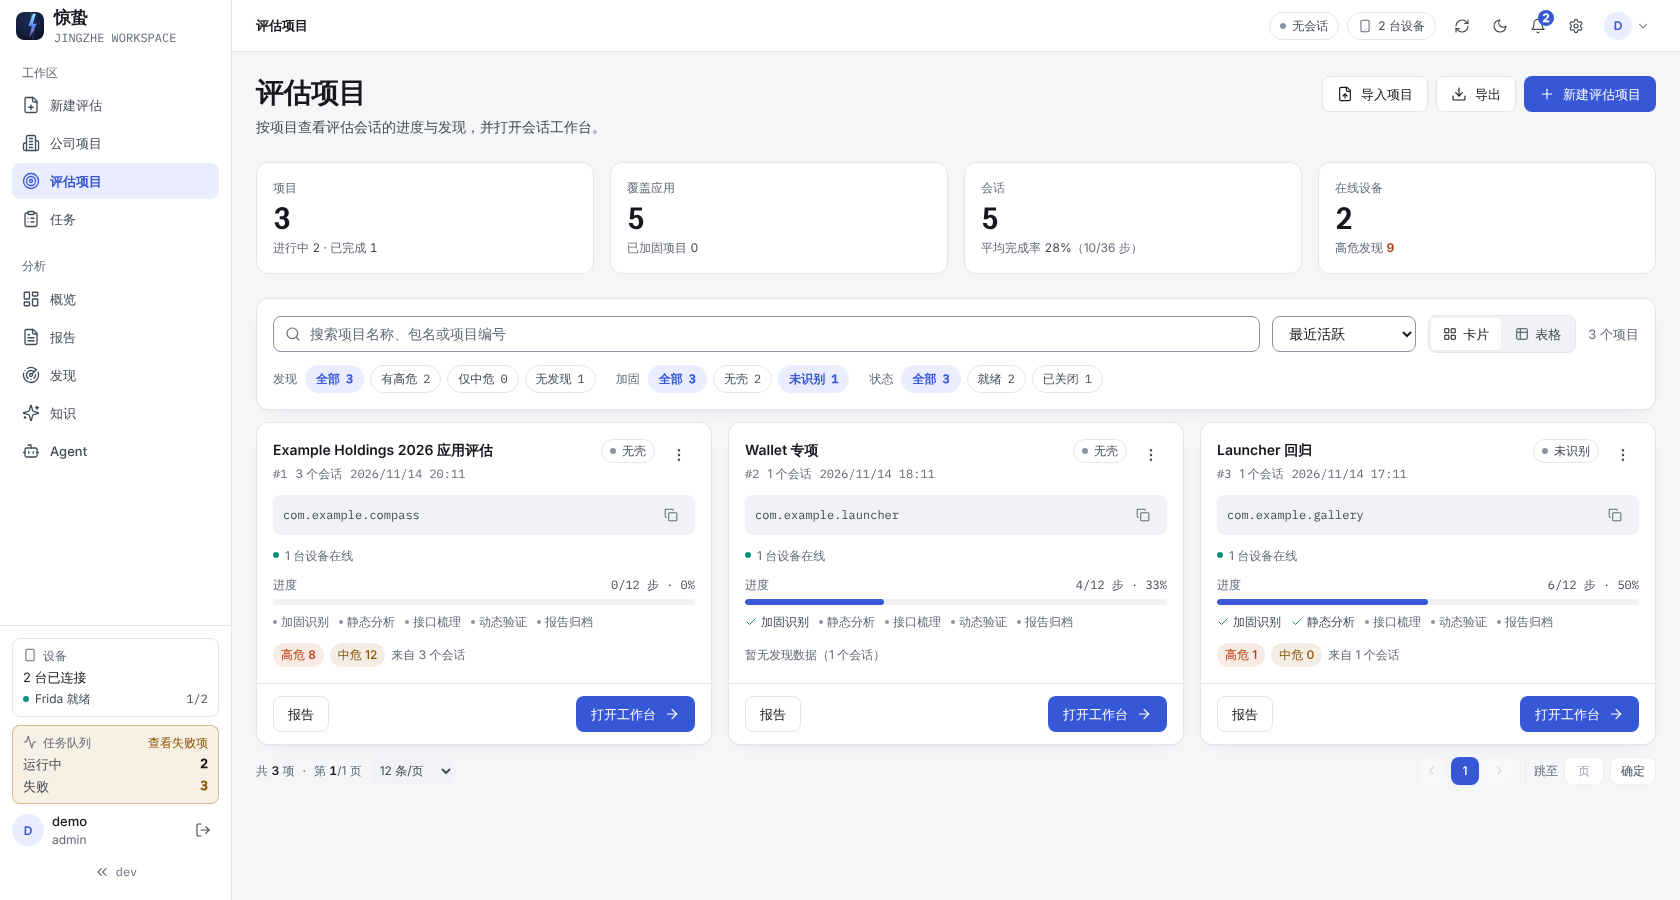 惊蛰
JINGZHE WORKSPACE
工作区
新建评估
公司项目
评估项目
任务
分析
概览
报告
发现
知识
Agent
设备
2 台已连接
Frida 就绪 1/2
任务队列 查看失败项
运行中 2
失败 3
D demo
admin
dev
评估项目 无会话 2 台设备 2 D
评估项目
按项目查看评估会话的进度与发现，并打开会话工作台。
导入项目 导出 新建评估项目
项目
3
进行中 2 · 已完成 1
覆盖应用
5
已加固项目 0
会话
5
平均完成率 28%（10/36 步）
在线设备
2
高危发现 9
搜索项目名称、包名或项目编号 最近活跃 卡片 表格 3 个项目
发现 全部 3 有高危 2 仅中危 0 无发现 1 加固 全部 3 无壳 2 未识别 1 状态 全部 3 就绪 2 已关闭 1
Example Holdings 2026 应用评估 无壳
#1 3 个会话 2026/11/14 20:11
com.example.compass
1 台设备在线
进度 0/12 步 · 0%
加固识别 静态分析 接口梳理 动态验证 报告归档
高危 8 中危 12 来自 3 个会话
报告 打开工作台
Wallet 专项 无壳
#2 1 个会话 2026/11/14 18:11
com.example.launcher
1 台设备在线
进度 4/12 步 · 33%
加固识别 静态分析 接口梳理 动态验证 报告归档
暂无发现数据（1 个会话）
报告 打开工作台
Launcher 回归 未识别
#3 1 个会话 2026/11/14 17:11
com.example.gallery
1 台设备在线
进度 6/12 步 · 50%
加固识别 静态分析 接口梳理 动态验证 报告归档
高危 1 中危 0 来自 1 个会话
报告 打开工作台
共 3 项 · 第 1/1 页 12 条/页 1 跳至 页 确定